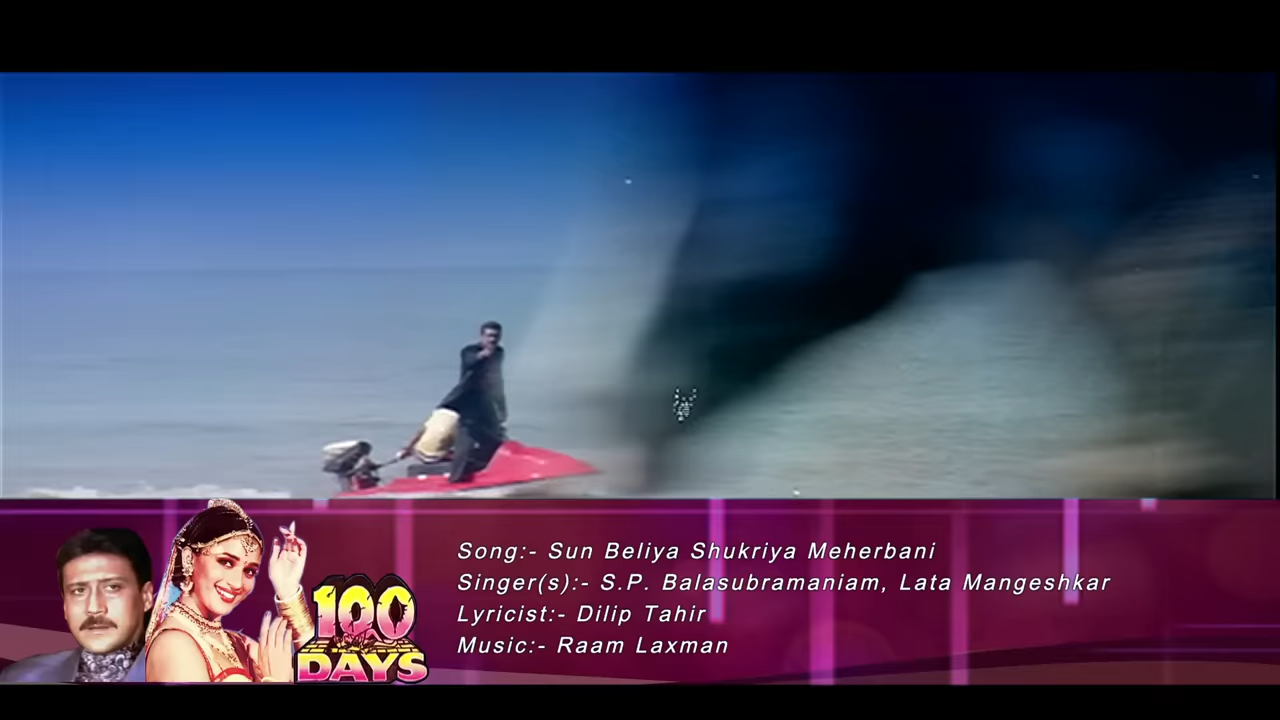 Song:- Sun Beliya Shukriya Meherbani
Singer(s):- S.P. Balasubramaniam, Lata Mangeshkar
Lyricist:- Dilip Tahir
Music:- Raam Laxman
100
DAYS